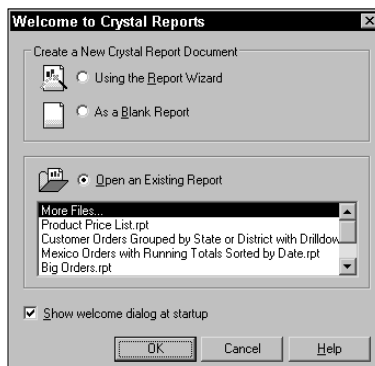 Welcome to Crystal Reports
Create a New Crystal Report Document
Using the Report Wizard
As a Blank Report
Open an Existing Report
More Files...
Product Price List.rpt
Customer Orders Grouped by State or District with Drilldow
Mexico Orders with Running Totals Sorted by Date.rpt
Big Orders.rpt
Show welcome dialog at startup
OK Cancel Help